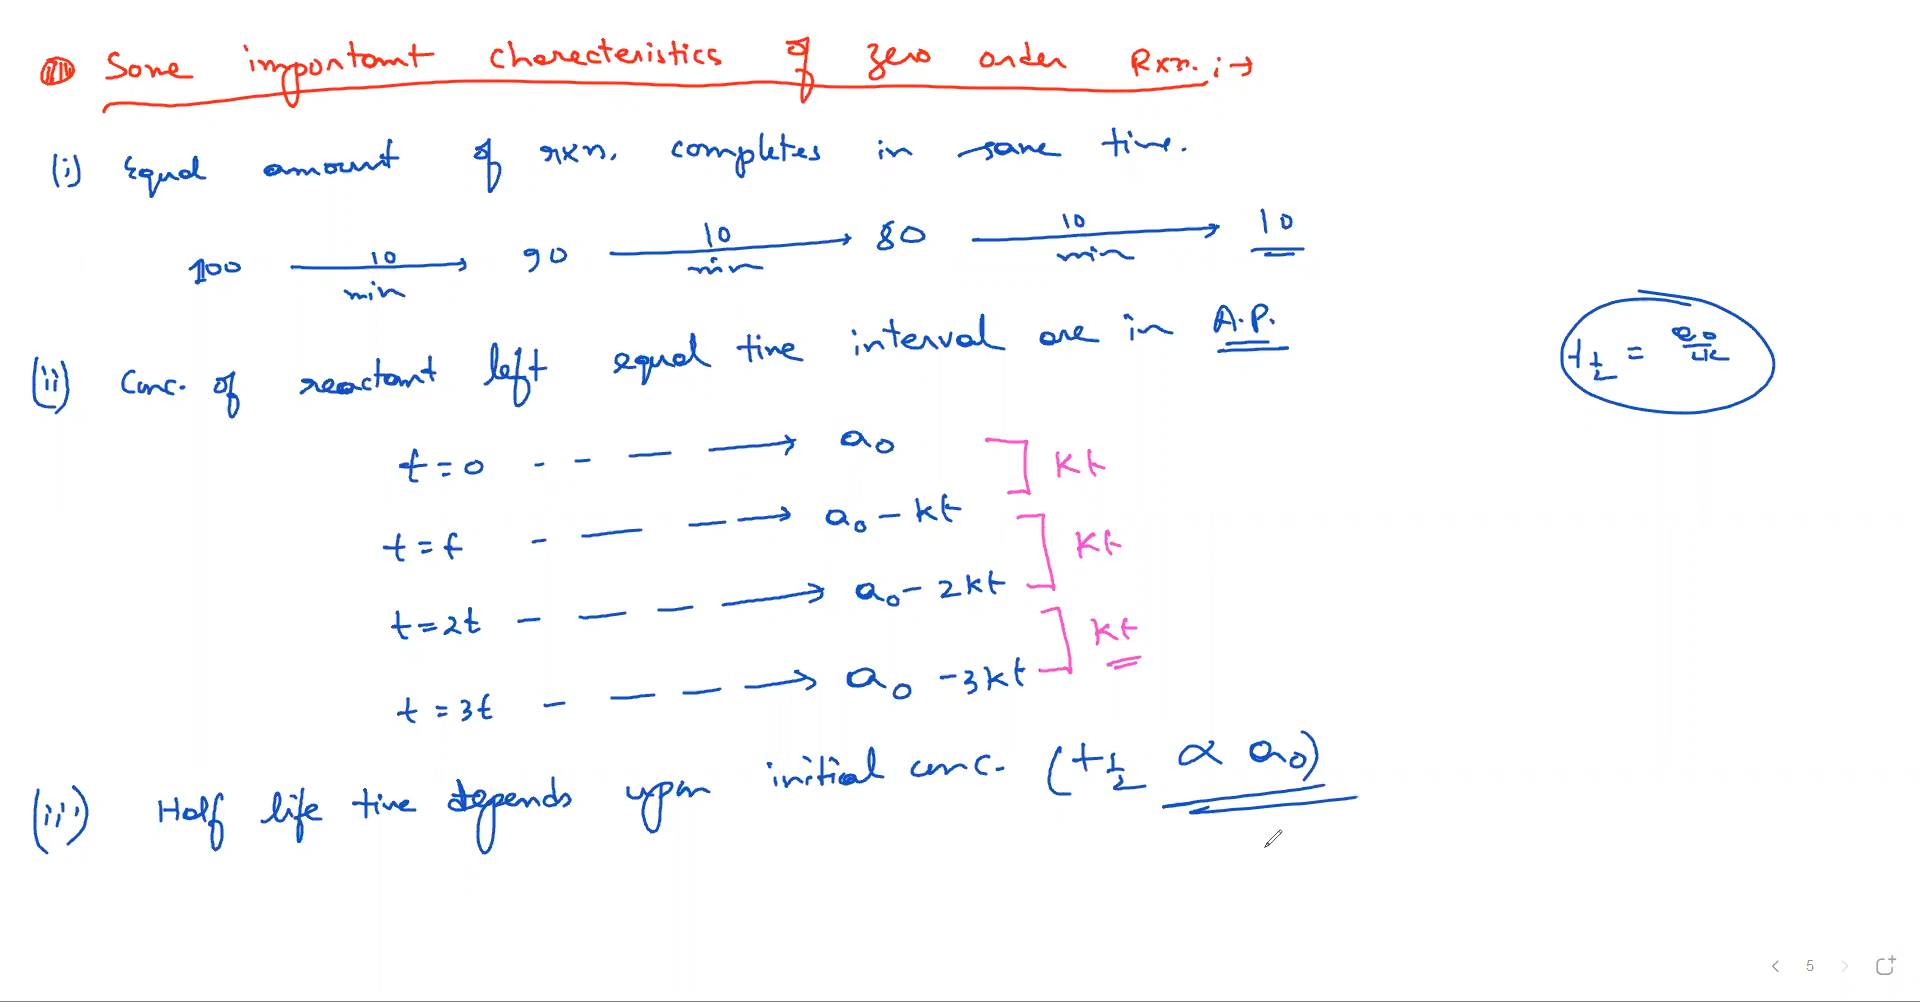 Some important characteristics of zero order Rxn. :→
(i) Equal amount of rxn. completes in same time.
100 10 min → 90 10 min → 80 10 min → 10
(ii) Conc. of reactant left equal time interval are in A.P.
t=0 - - — → a₀ ] kt
t=t - — — → a₀ - kt ] kt
t=2t - — — → a₀ - 2kt ] kt
t=3t - — — → a₀ - 3kt
(iii) Half life time depends upon initial conc. (t½ ∝ a₀)
t½ =
5